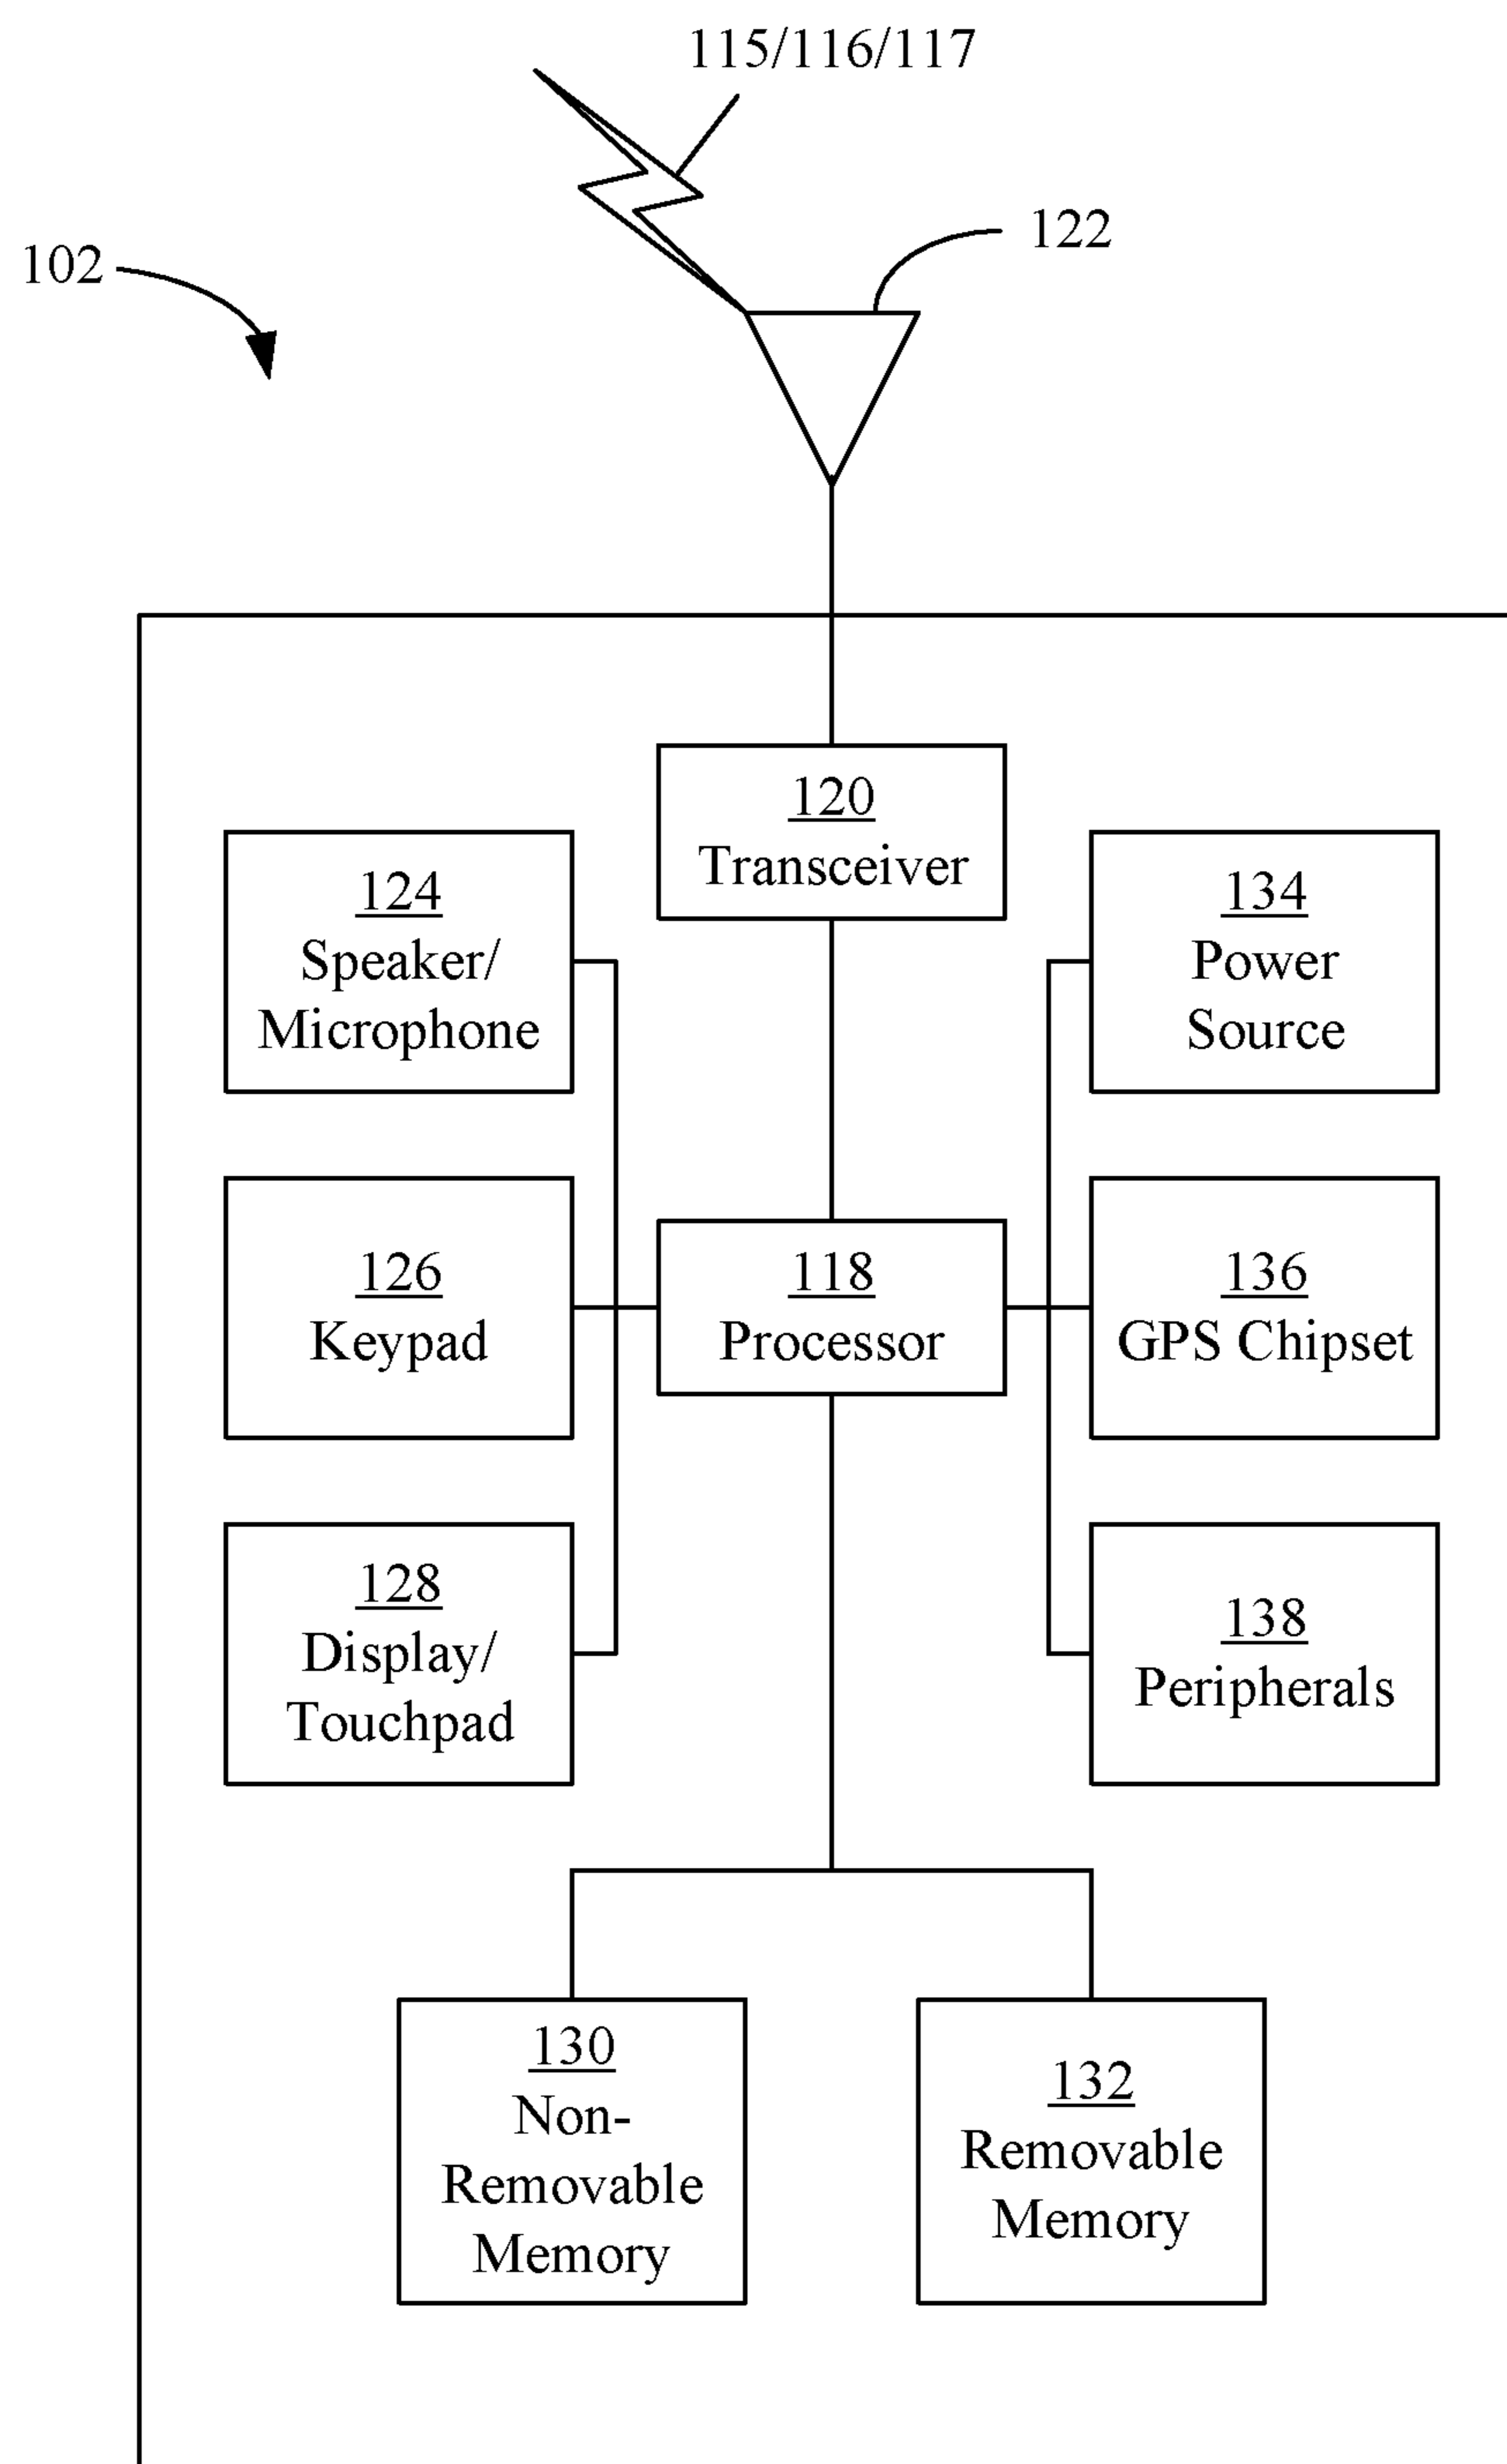 115/116/117
122
102
120
Transceiver
124
Speaker/
Microphone
134
Power
Source
126
Keypad
118
Processor
136
GPS Chipset
128
Display/
Touchpad
138
Peripherals
130
Non-
Removable
Memory
132
Removable
Memory